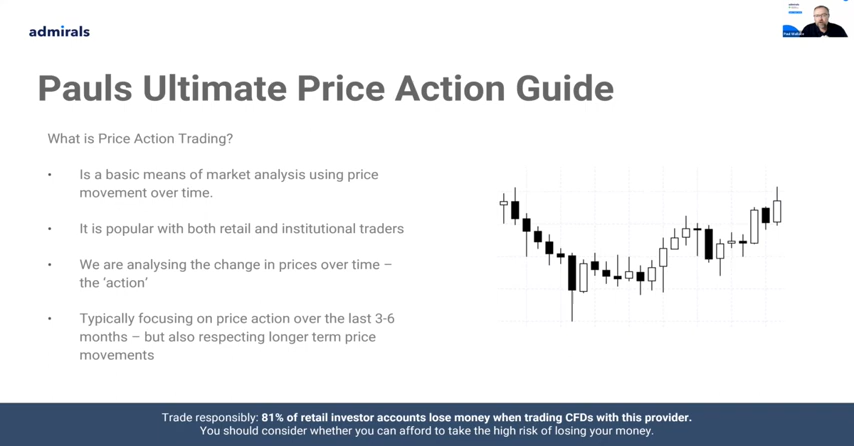 admirals
Pauls Ultimate Price Action Guide
What is Price Action Trading?
• Is a basic means of market analysis using price
movement over time.
• It is popular with both retail and institutional traders
• We are analysing the change in prices over time –
the ‘action’
• Typically focusing on price action over the last 3-6
months – but also respecting longer term price
movements
Trade responsibly: 81% of retail investor accounts lose money when trading CFDs with this provider.
You should consider whether you can afford to take the high risk of losing your money.